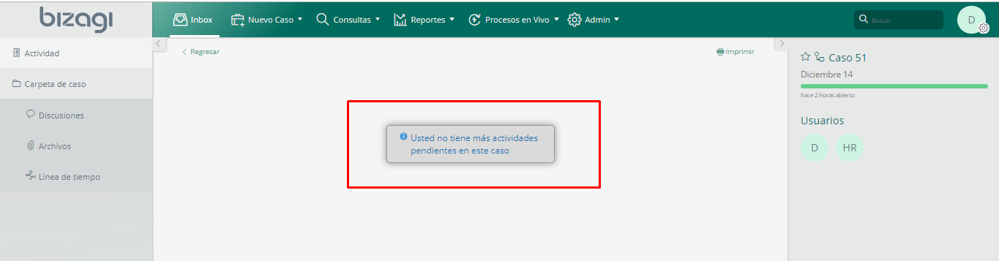 bizagi
Inbox
Nuevo Caso
Consultas
Reportes
Procesos en Vivo
Admin
Buscar
D
Actividad
Carpeta de caso
Discusiones
Archivos
Linea de tiempo
Regresar
Imprimir
Usted no tiene más actividades
pendientes en este caso
Caso 51
Diciembre 14
hace 2 horas abierto
Usuarios
D
HR